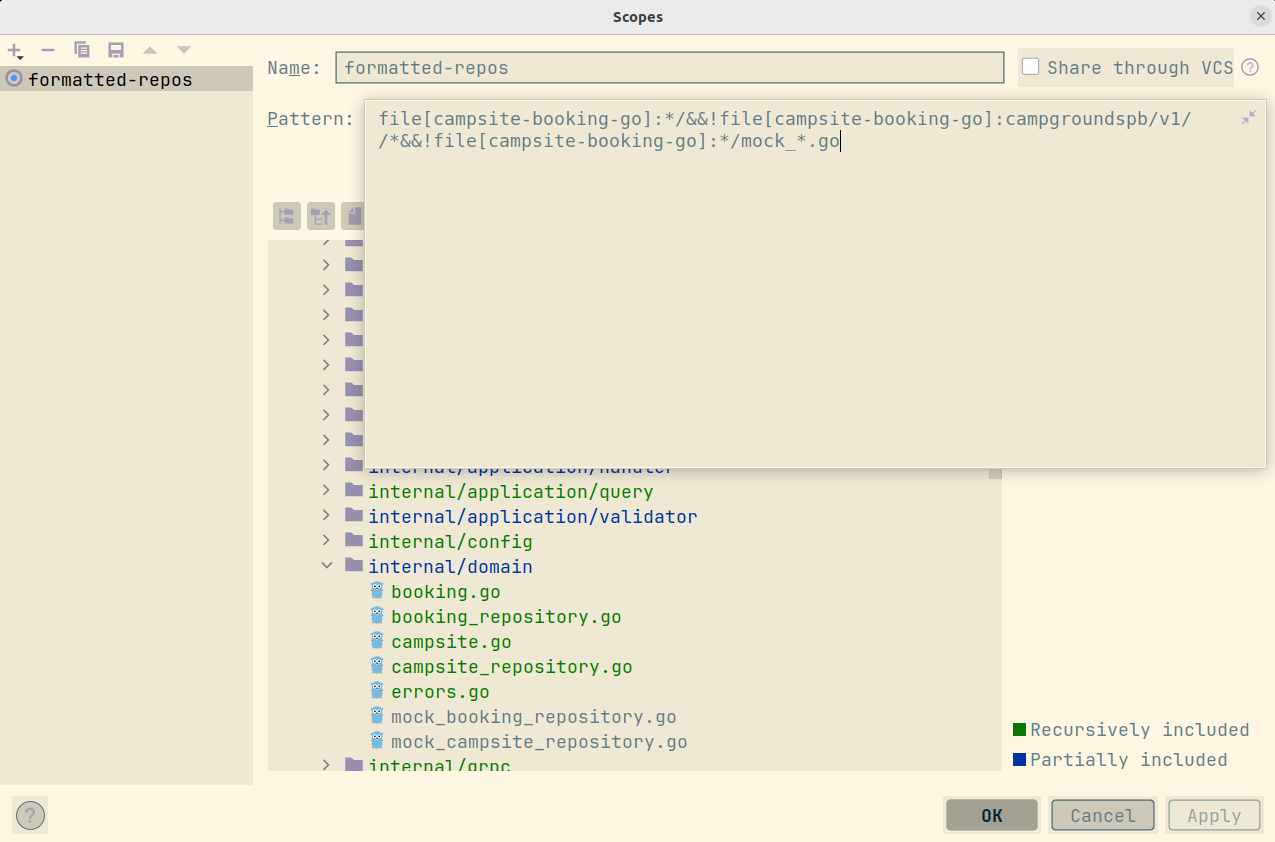 Scopes
formatted-repos
Name: formatted-repos
Share through VCS ?
Pattern: file[campsite-booking-go]:*/&&!file[campsite-booking-go]:campgroundspb/v1/
/*&&!file[campsite-booking-go]:*/mock_*.go
internal/application/handler
internal/application/query
internal/application/validator
internal/config
internal/domain
booking.go
booking_repository.go
campsite.go
campsite_repository.go
errors.go
mock_booking_repository.go
mock_campsite_repository.go
internal/grpc
Recursively included
Partially included
?
OK
Cancel
Apply